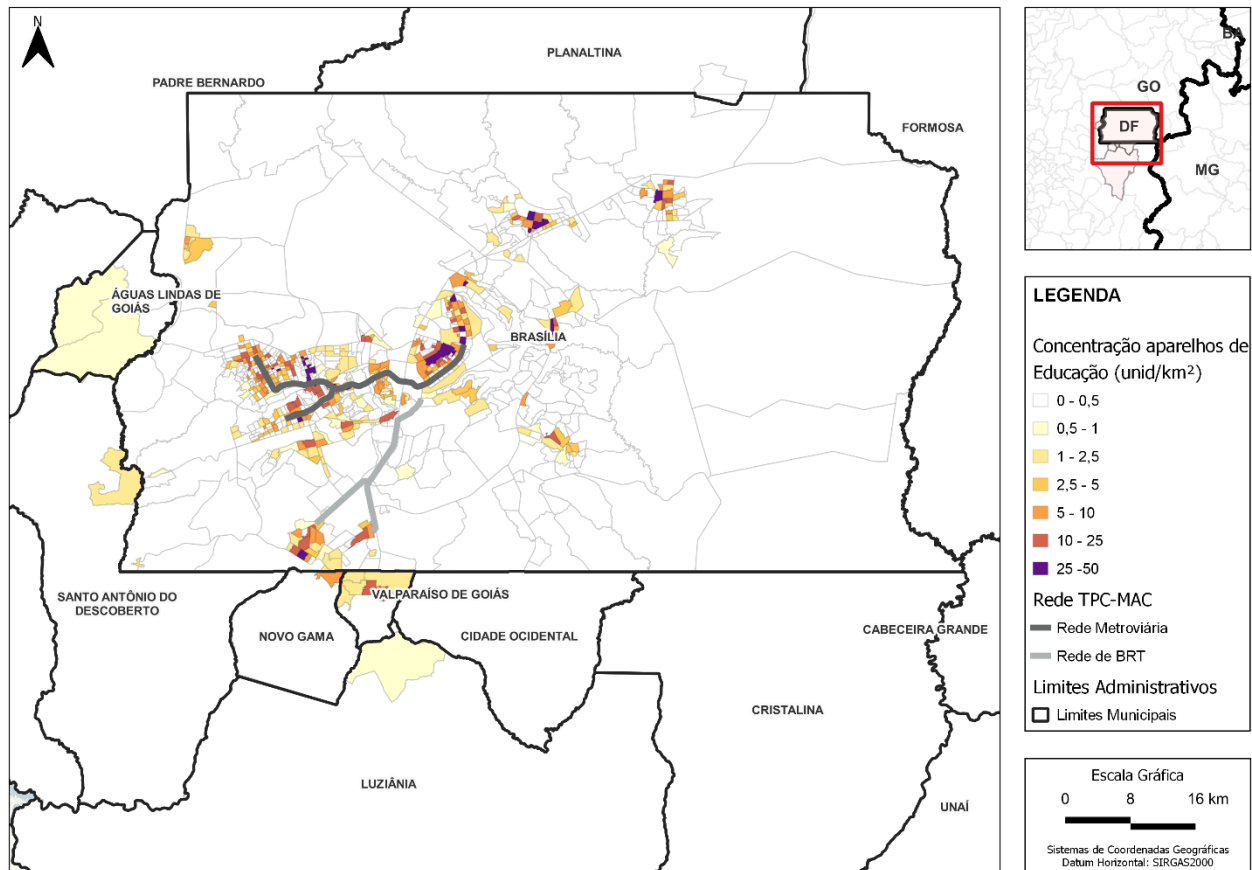 N
PLANALTINA
PADRE BERNARDO
FORMOSA
ÁGUAS LINDAS DE
GOIÁS
BRASÍLIA
SANTO ANTÔNIO DO
DESCOBERTO
NOVO GAMA
VALPARAÍSO DE GOIÁS
CIDADE OCIDENTAL
CABECEIRA GRANDE
CRISTALINA
LUZIÂNIA
UNAÍ
BA
GO
DF
MG
LEGENDA
Concentração aparelhos de
Educação (unid/km²)
0 - 0,5
0,5 - 1
1 - 2,5
2,5 - 5
5 - 10
10 - 25
25 -50
Rede TPC-MAC
Rede Metroviária
Rede de BRT
Limites Administrativos
Limites Municipais
Escala Gráfica
0 8 16 km
Sistemas de Coordenadas Geográficas
Datum Horizontal: SIRGAS2000